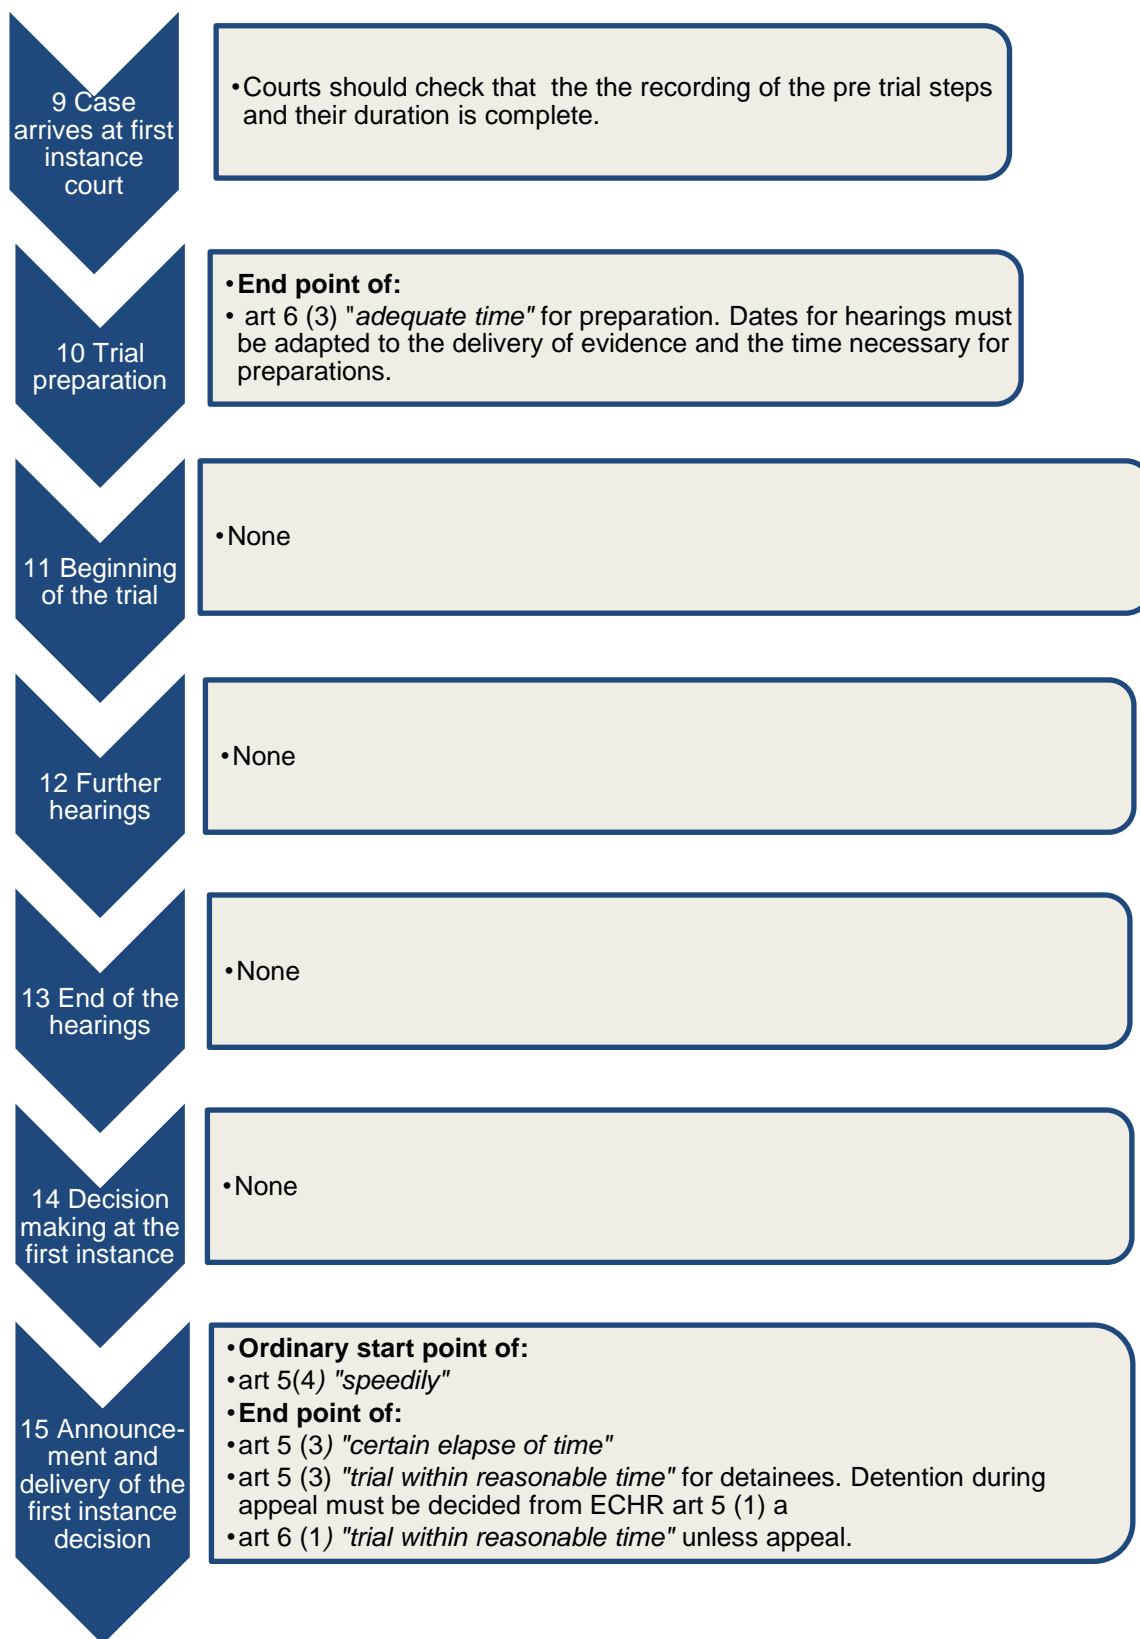 9 Case
arrives at first
instance
court
•Courts should check that  the the recording of the pre trial steps
and their duration is complete.
10 Trial
preparation
•End point of:
• art 6 (3) "adequate time" for preparation. Dates for hearings must
be adapted to the delivery of evidence and the time necessary for
preparations.
11 Beginning
of the trial
•None
12 Further
hearings
•None
13 End of the
hearings
•None
14 Decision
making at the
first instance
•None
15 Announce-
ment and
delivery of the
first instance
decision
•Ordinary start point of:
•art 5(4) "speedily"
•End point of:
•art 5 (3) "certain elapse of time"
•art 5 (3) "trial within reasonable time" for detainees. Detention during
appeal must be decided from ECHR art 5 (1) a
•art 6 (1) "trial within reasonable time" unless appeal.